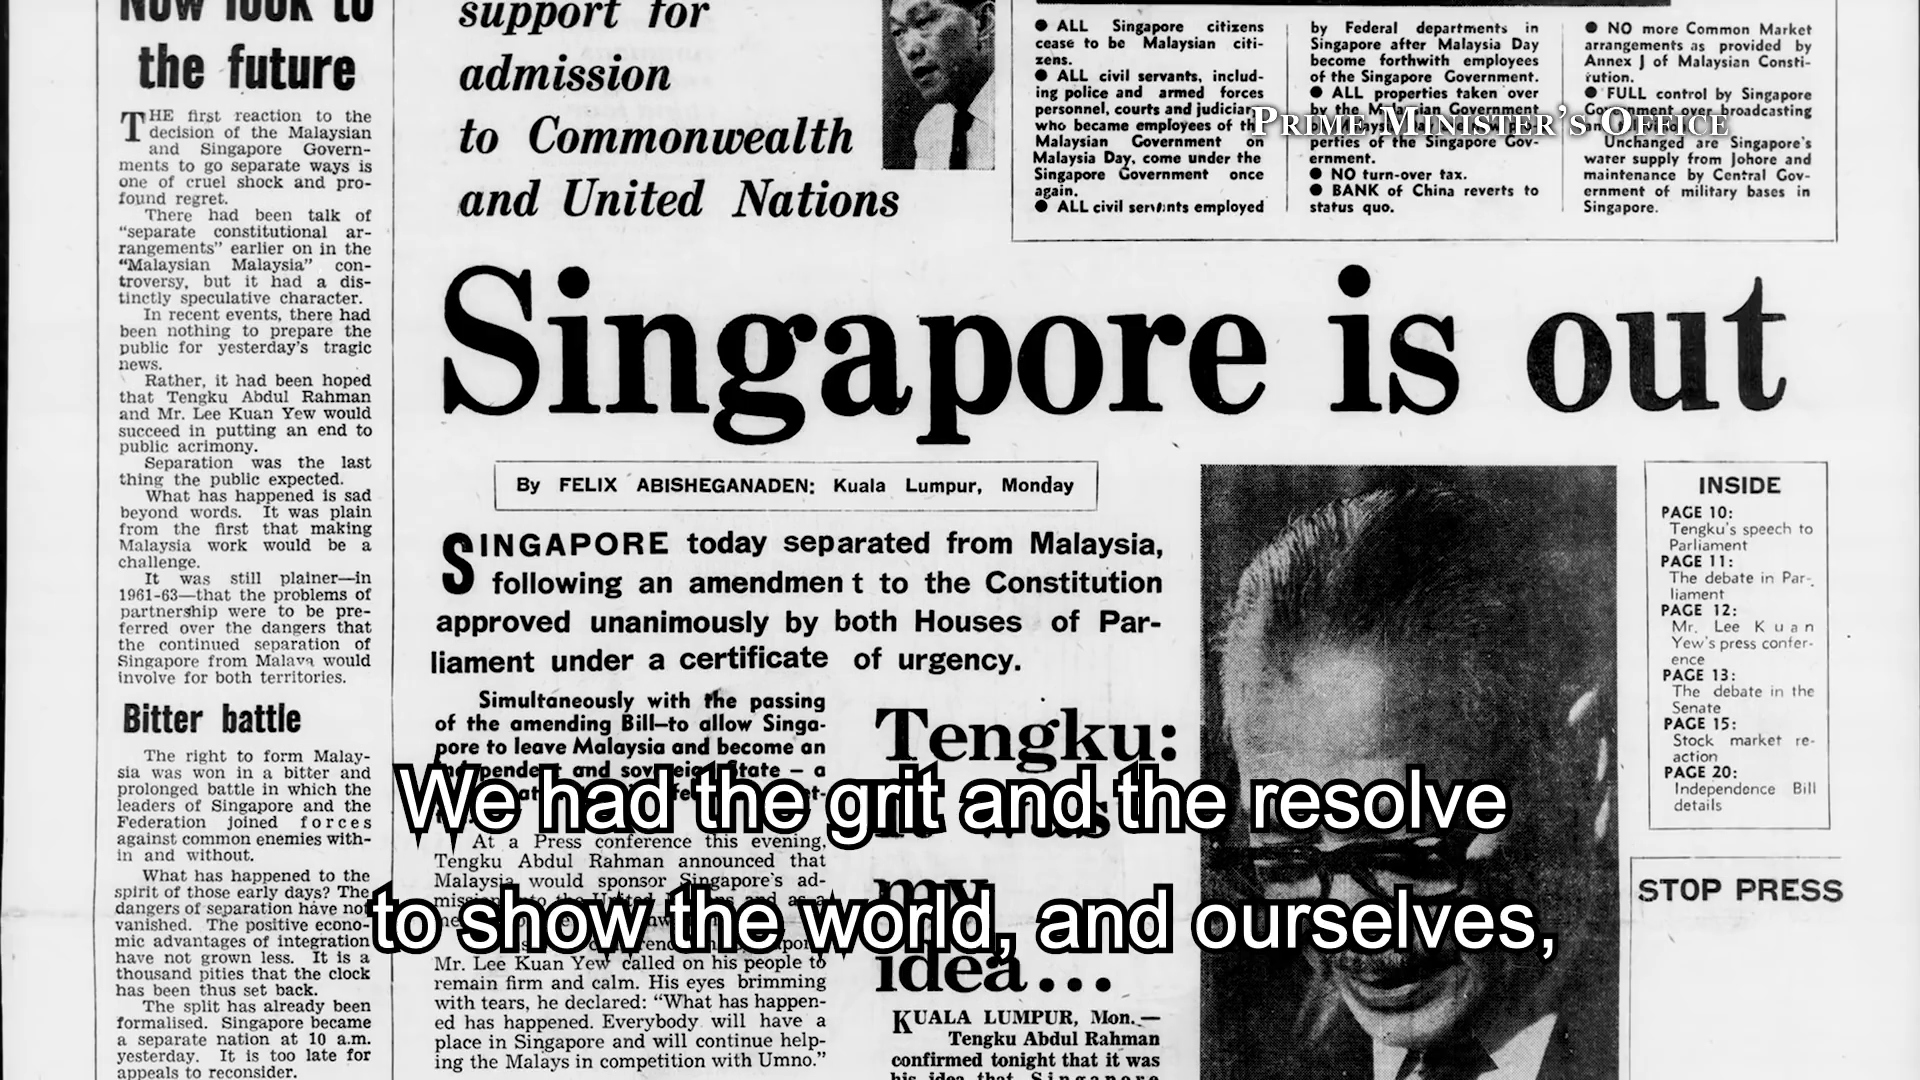 Now look to
the future
THE first reaction to the
decision of the Malaysian
and Singapore Govern-
ments to go separate ways is
one of cruel shock and pro-
found regret.
There had been talk of
"separate constitutional ar-
rangements" earlier on in the
"Malaysian Malaysia" con-
troversy, but it had a dis-
tinctly speculative character.
In recent events, there had
been nothing to prepare the
public for yesterday's tragic
news.
Rather, it had been hoped
that Tengku Abdul Rahman
and Mr. Lee Kuan Yew would
succeed in putting an end to
public acrimony.
Separation was the last
thing the public expected.
What has happened is sad
beyond words. It was plain
from the first that making
Malaysia work would be a
challenge.
It was still plainer—in
1961-63—that the problems of
partnership were to be pre-
ferred over the dangers that
the continued separation of
Singapore from Malaya would
involve for both territories.
Bitter battle
The right to form Malay-
sia was won in a bitter and
prolonged battle in which the
leaders of Singapore and the
Federation joined forces
against common enemies with-
in and without.
What has happened to the
spirit of those early days? The
dangers of separation have not
vanished. The positive econo-
mic advantages of integration
have not grown less. It is a
thousand pities that the clock
has been thus set back.
The split has already been
formalised. Singapore became
a separate nation at 10 a.m.
yesterday. It is too late for
appeals to reconsider.
support for
admission
to Commonwealth
and United Nations
● ALL Singapore citizens
cease to be Malaysian citi-
zens.
● ALL civil servants, includ-
ing police and armed forces
personnel, courts and judiciary
who became employees of the
Malaysian Government on
Malaysia Day, come under the
Singapore Government once
again.
● ALL civil servants employed
by Federal departments in
Singapore after Malaysia Day
become forthwith employees
of the Singapore Government.
● ALL properties taken over
by the Malaysian Government
perties of the Singapore Gov-
ernment.
● NO turn-over tax.
● BANK of China reverts to
status quo.
● NO more Common Market
arrangements as provided by
Annex J of Malaysian Consti-
tution.
● FULL control by Singapore
Government over broadcasting
Unchanged are Singapore's
water supply from Johore and
maintenance by Central Gov-
ernment of military bases in
Singapore.
PRIME MINISTER'S OFFICE
Singapore is out
By FELIX ABISHEGANADEN: Kuala Lumpur, Monday
SINGAPORE today separated from Malaysia,
following an amendmen t to the Constitution
approved unanimously by both Houses of Par-
liament under a certificate of urgency.
Simultaneously with the passing
of the amending Bill—to allow Singa-
pore to leave Malaysia and become an
independent and sovereign State — a
At a Press conference this evening,
Tengku Abdul Rahman announced that
Malaysia would sponsor Singapore's ad-
Mr. Lee Kuan Yew called on his people to
remain firm and calm. His eyes brimming
with tears, he declared: "What has happen-
ed has happened. Everybody will have a
place in Singapore and will continue help-
ing the Malays in competition with Umno."
Tengku:
It was
my
idea...
KUALA LUMPUR, Mon.—
Tengku Abdul Rahman
confirmed tonight that it was
his idea that Singapore
INSIDE
PAGE 10:
Tengku's speech to
Parliament
PAGE 11:
The debate in Par-
liament
PAGE 12:
Mr. Lee Kuan
Yew's press confer-
ence
PAGE 13:
The debate in the
Senate
PAGE 15:
Stock market re-
action
PAGE 20:
Independence Bill
details
STOP PRESS
We had the grit and the resolve
to show the world, and ourselves,